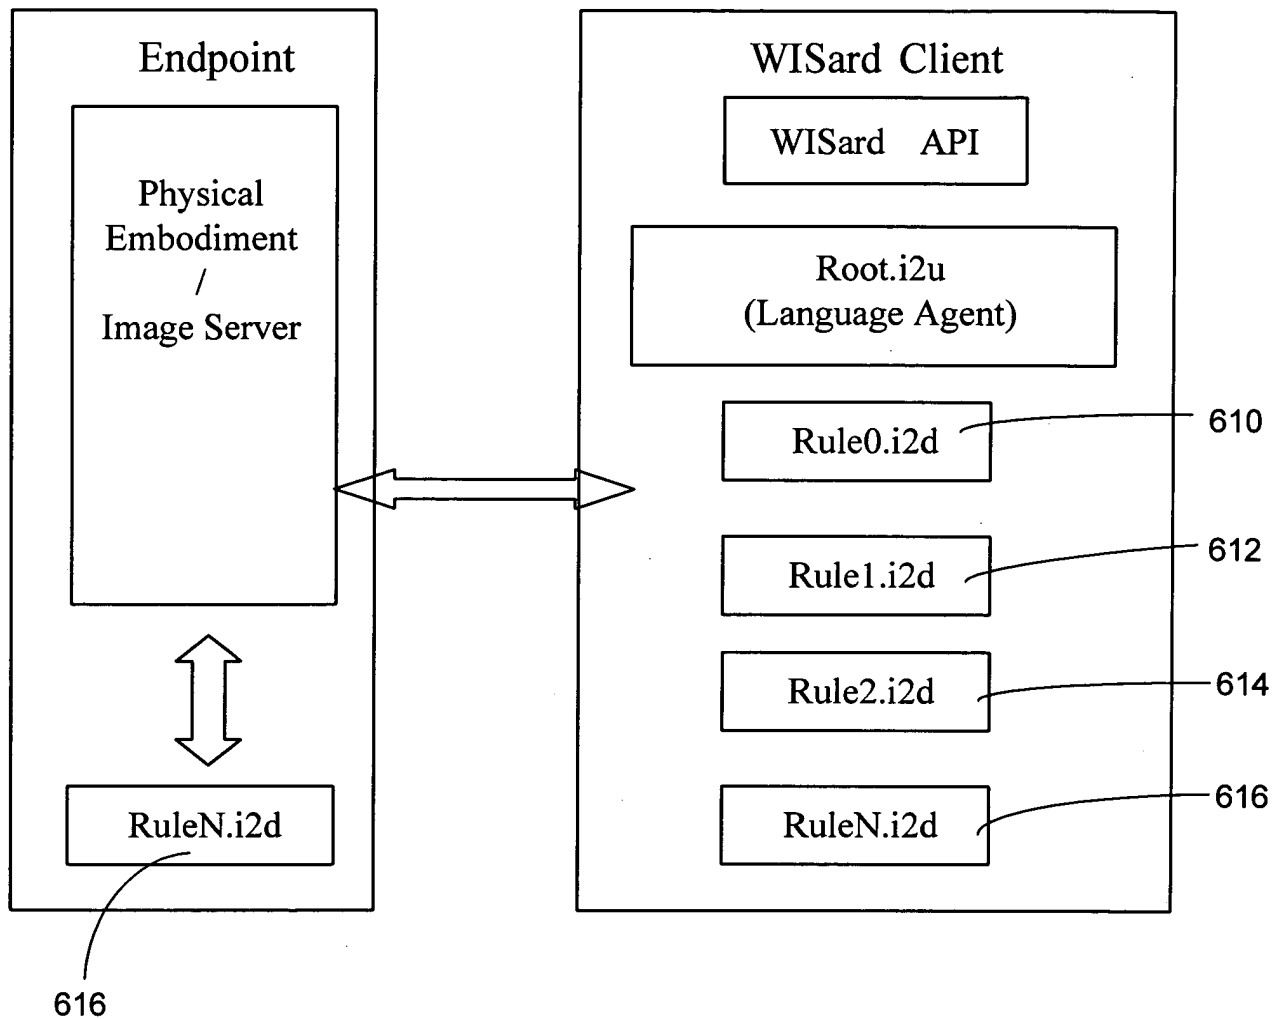 Endpoint
Physical
Embodiment
/
Image Server
RuleN.i2d
616
WISard Client
WISard API
Root.i2u
(Language Agent)
Rule0.i2d
610
Rule1.i2d
612
Rule2.i2d
614
RuleN.i2d
616